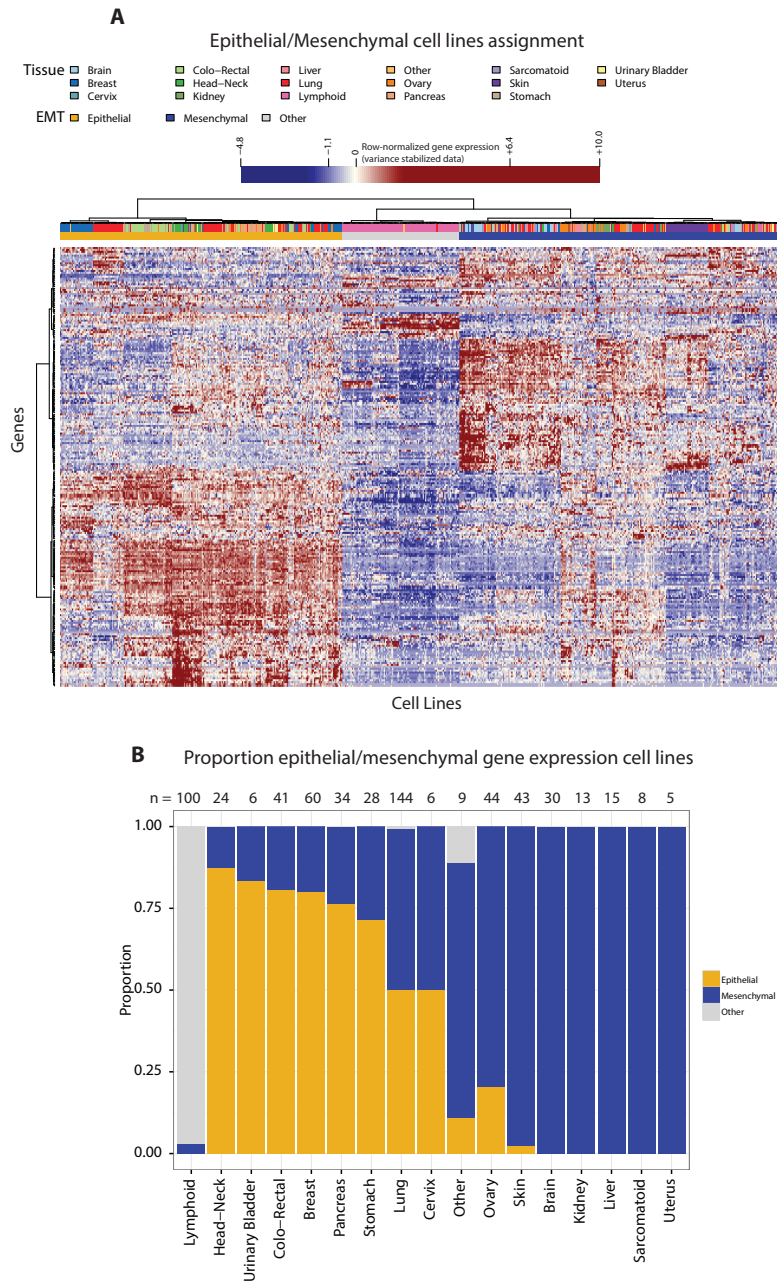 A
Epithelial/Mesenchymal cell lines assignment
Tissue Brain Colo−Rectal Liver Other Sarcomatoid Urinary Bladder
Breast Head−Neck Lung Ovary Skin Uterus
Cervix Kidney Lymphoid Pancreas Stomach
EMT Epithelial Mesenchymal Other
−4.8 −1.1 0 +6.4 +10.0
Row-normalized gene expression
(variance stabilized data)
Genes
Cell Lines
B Proportion epithelial/mesenchymal gene expression cell lines
n = 100 24 6 41 60 34 28 144 6 9 44 43 30 13 15 8 5
1.00
0.75
0.50
0.25
0.00
Proportion
Epithelial
Mesenchymal
Other
Lymphoid
Head−Neck
Urinary Bladder
Colo−Rectal
Breast
Pancreas
Stomach
Lung
Cervix
Other
Ovary
Skin
Brain
Kidney
Liver
Sarcomatoid
Uterus